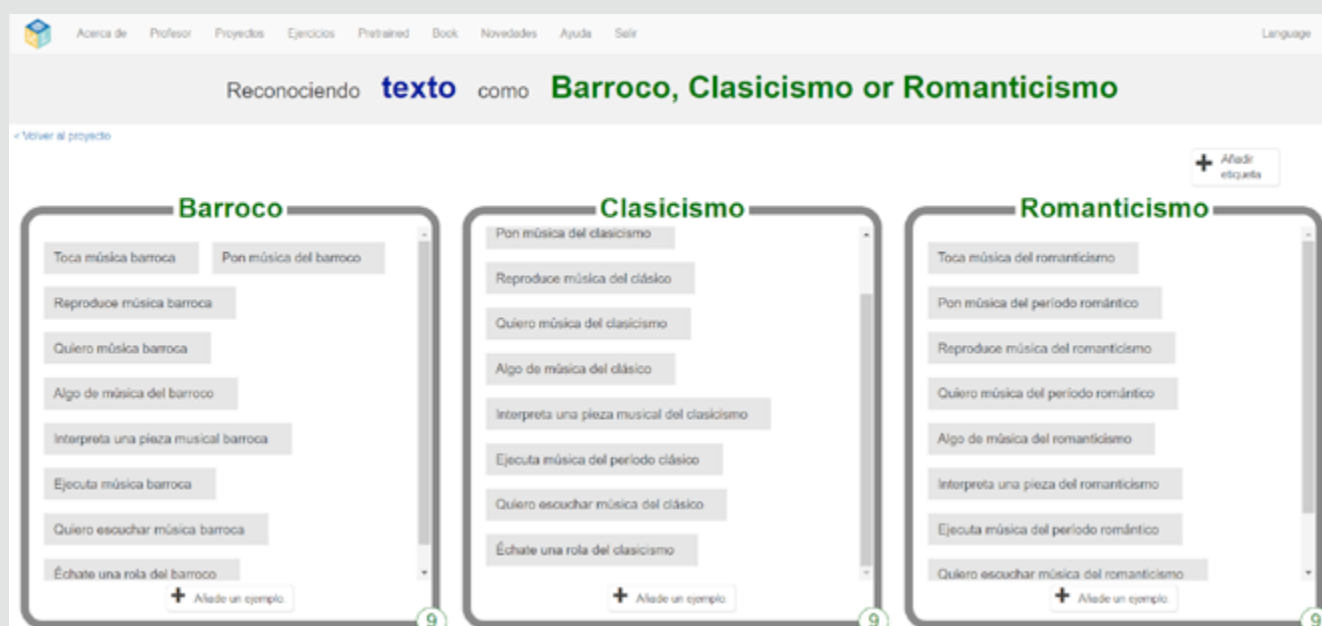 Acerca de Profesor Proyectos Ejercicios Pretrained Book Novedades Ayuda Salir Language
Reconociendo texto como Barroco, Clasicismo or Romanticismo
< Volver al proyecto
Añadir etiqueta
Barroco
Toca música barroca Pon música del barroco
Reproduce música barroca
Quiero música barroca
Algo de música del barroco
Interpreta una pieza musical barroca
Ejecuta música barroca
Quiero escuchar música barroca
Échate una rola del barroco
Añade un ejemplo.
9
Clasicismo
Pon música del clasicismo
Reproduce música del clásico
Quiero música del clasicismo
Algo de música del clásico
Interpreta una pieza musical del clasicismo
Ejecuta música del período clásico
Quiero escuchar música del clásico
Échate una rola del clasicismo
Añade un ejemplo.
9
Romanticismo
Toca música del romanticismo
Pon música del período romántico
Reproduce música del romanticismo
Quiero música del período romántico
Algo de música del romanticismo
Interpreta una pieza del romanticismo
Ejecuta música del período romántico
Quiero escuchar música del romanticismo
Añade un ejemplo.
9